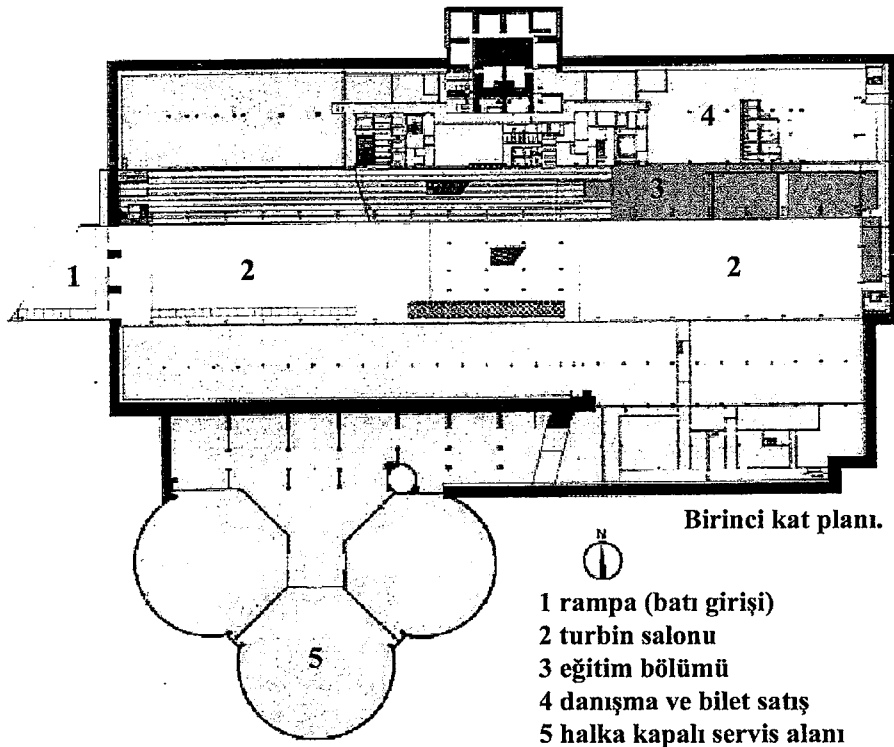 4
3
1
2
2
5
Birinci kat planı.
N
1 rampa (batı girişi)
2 turbin salonu
3 eğitim bölümü
4 danışma ve bilet satış
5 halka kapalı servis alanı